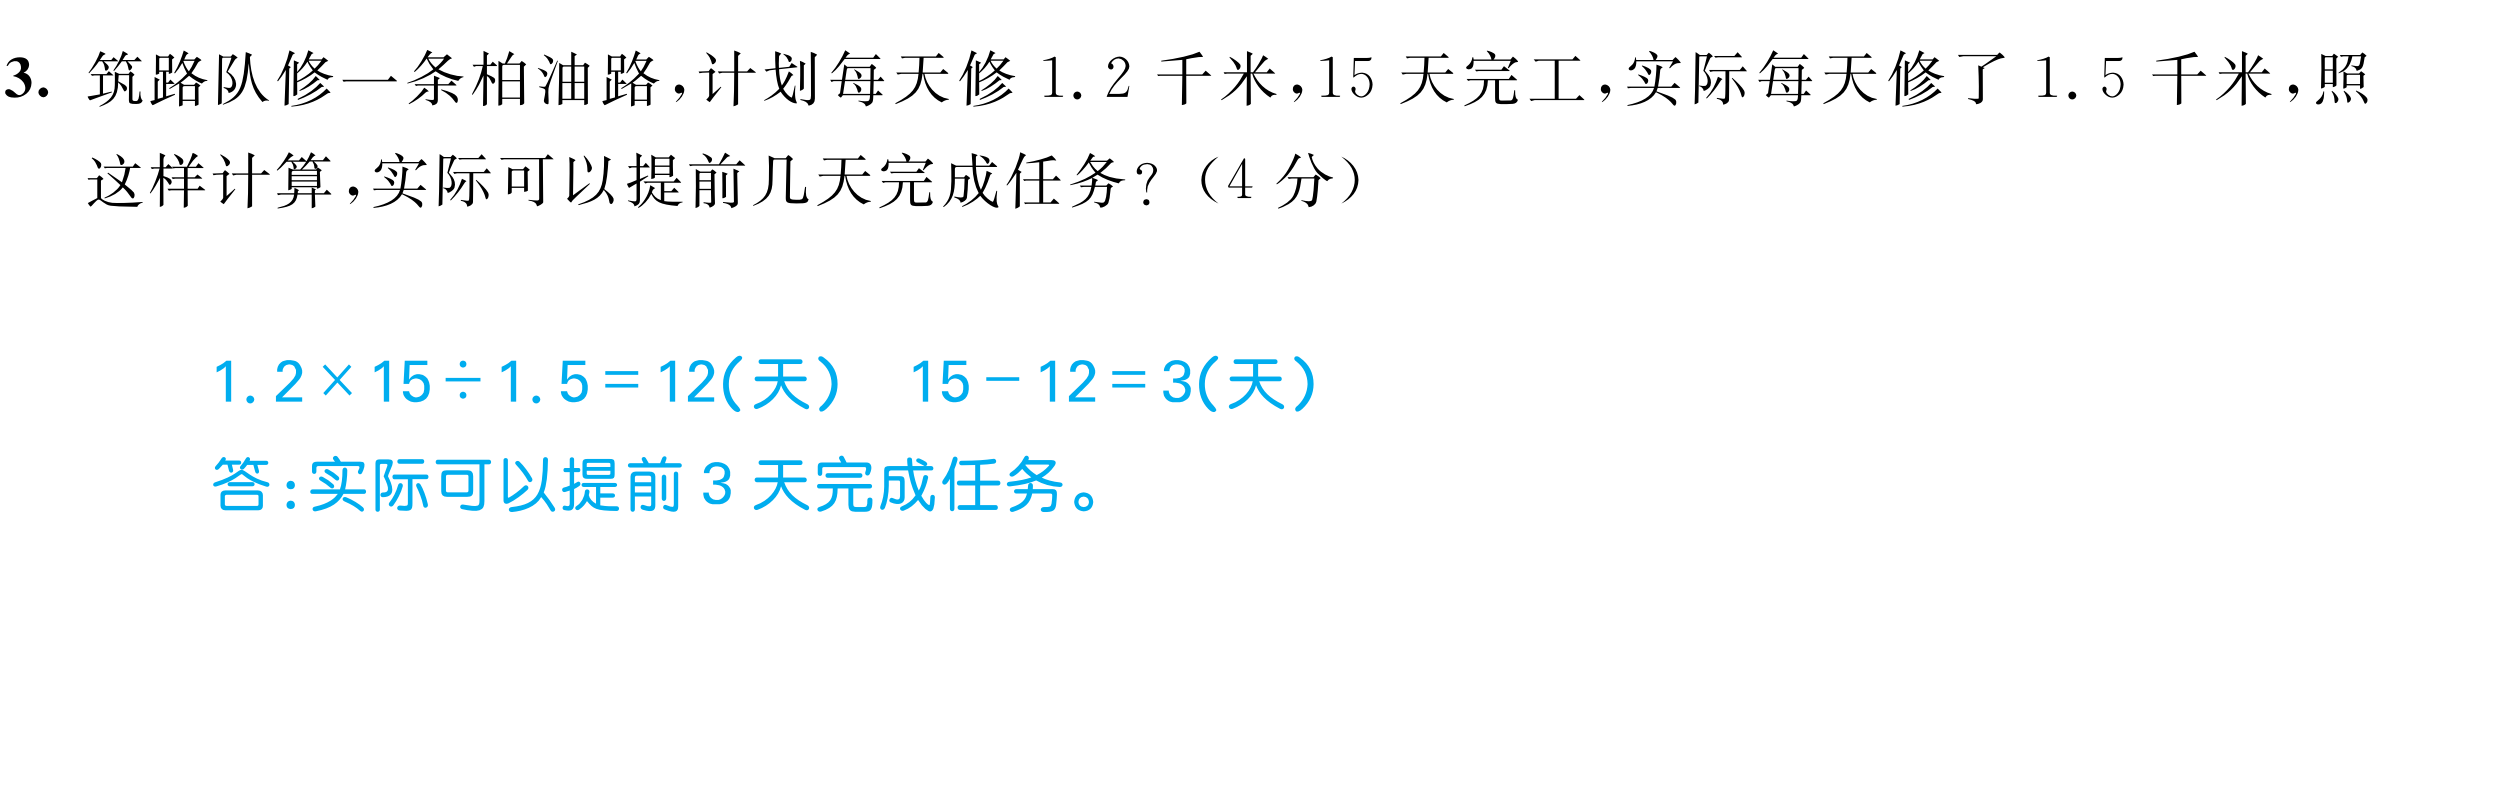 3. 筑路队修一条柏油路，计划每天修 1.2 千米，15 天完工，实际每天修了 1.5 千米。照
这样计算，实际可以提前几天完成任务？（4 分）
1. 2×15÷1. 5=12(天)  15-12=3(天)
答:实际可以提前3天完成任务。